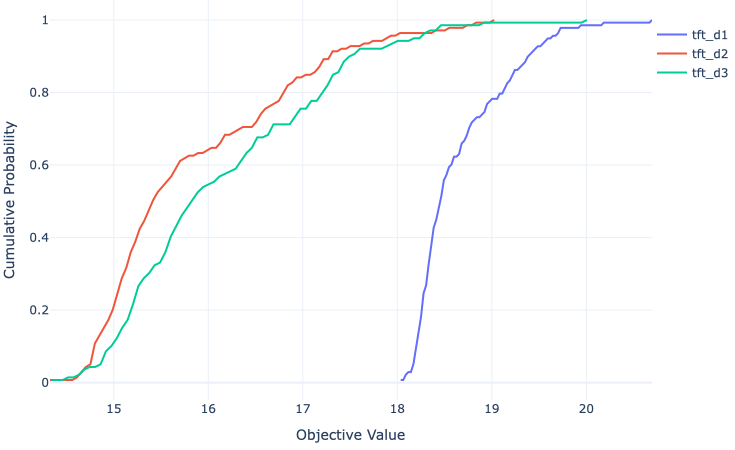 1
0.8
0.6
0.4
0.2
0
Cumulative Probability
15
16
17
18
19
20
Objective Value
tft_d1
tft_d2
tft_d3